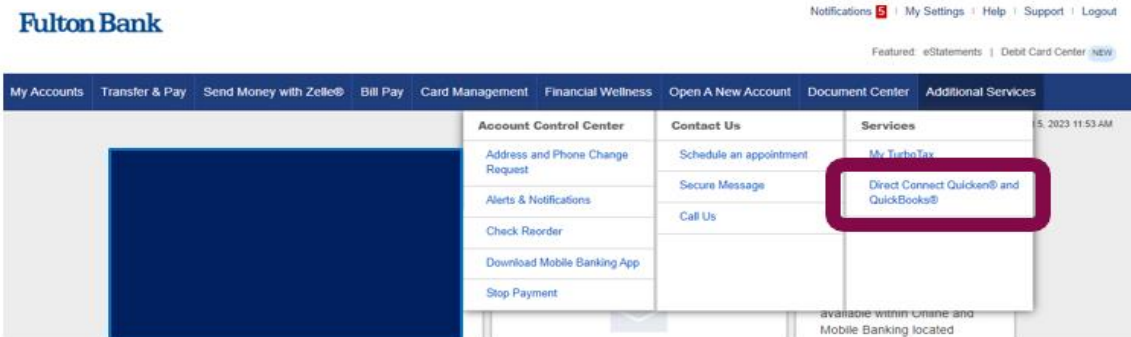 Fulton Bank
Notifications 5 | My Settings | Help | Support | Logout
Featured: eStatements | Debit Card Center NEW
My Accounts Transfer & Pay Send Money with Zelle® Bill Pay Card Management Financial Wellness Open A New Account Document Center Additional Services
Account Control Center
Address and Phone Change
Request
Alerts & Notifications
Check Reorder
Download Mobile Banking App
Stop Payment
Contact Us
Schedule an appointment
Secure Message
Call Us
Services
My TurboTax
Direct Connect Quicken® and
QuickBooks®
5, 2023 11:53 AM
available within Online and
Mobile Banking located